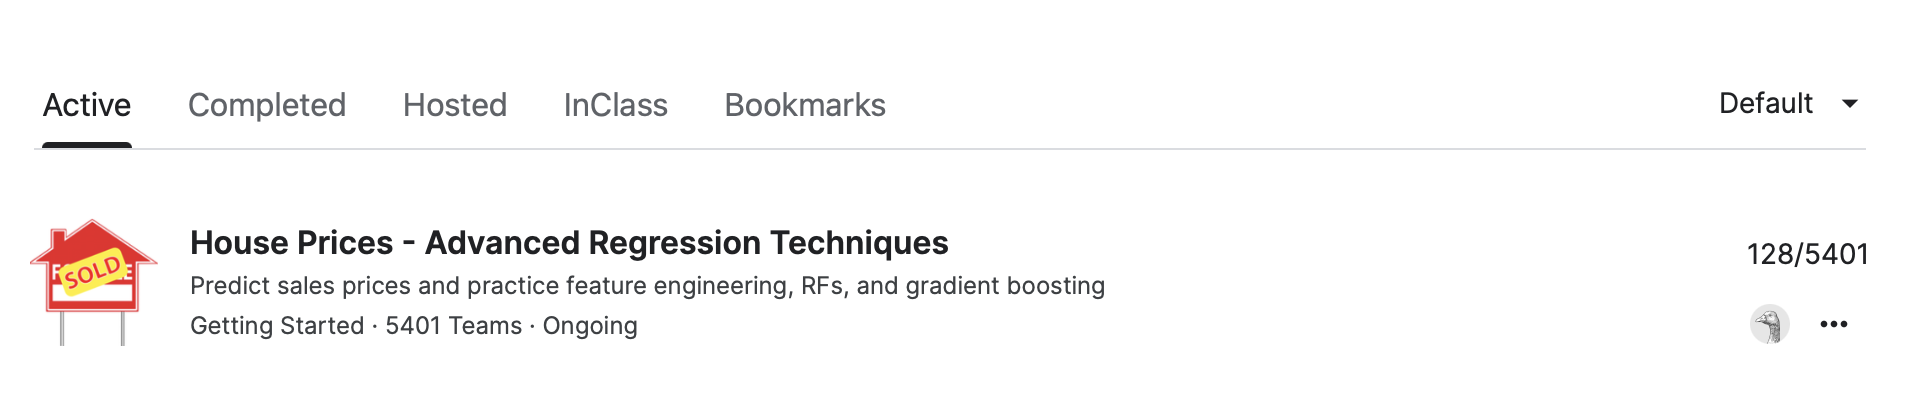 Active Completed Hosted InClass Bookmarks Default
SOLD
House Prices - Advanced Regression Techniques
128/5401
Predict sales prices and practice feature engineering, RFs, and gradient boosting
Getting Started · 5401 Teams · Ongoing